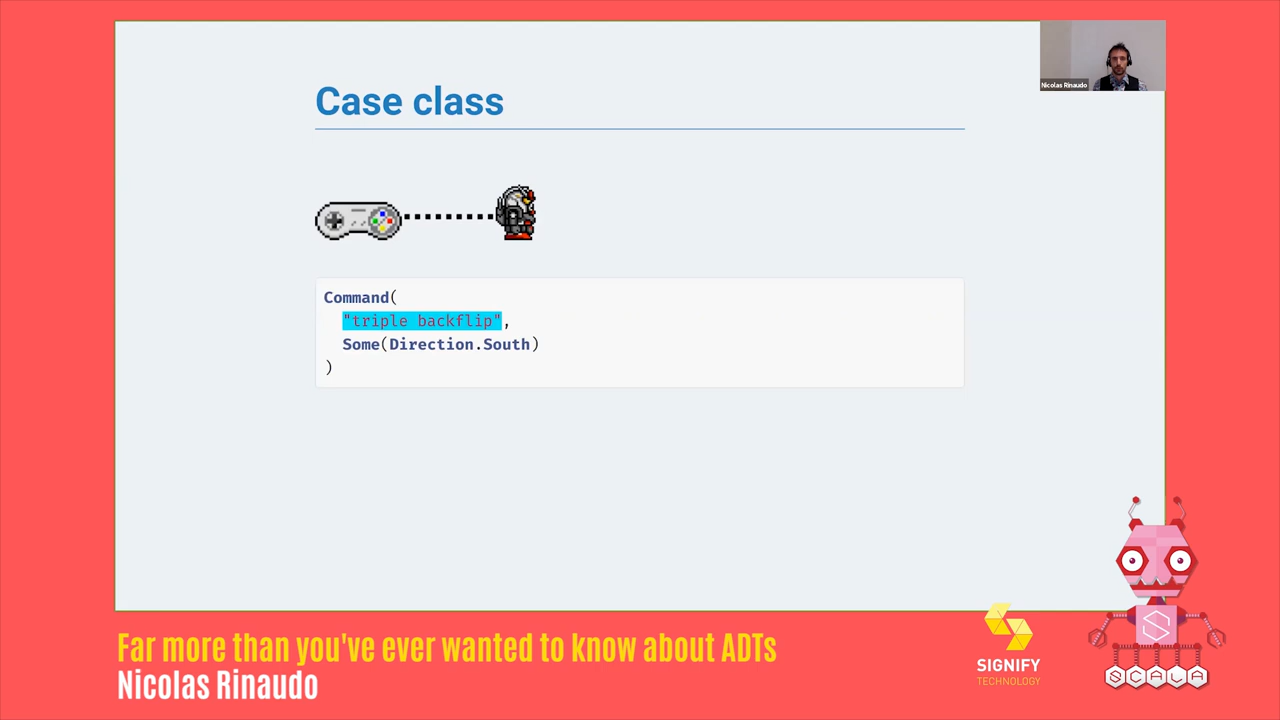 Case class
Nicolas Rinaudo
Command(
  "triple backflip",
  Some(Direction.South)
)
Far more than you've ever wanted to know about ADTs
Nicolas Rinaudo
SIGNIFY
TECHNOLOGY
S
SCALA